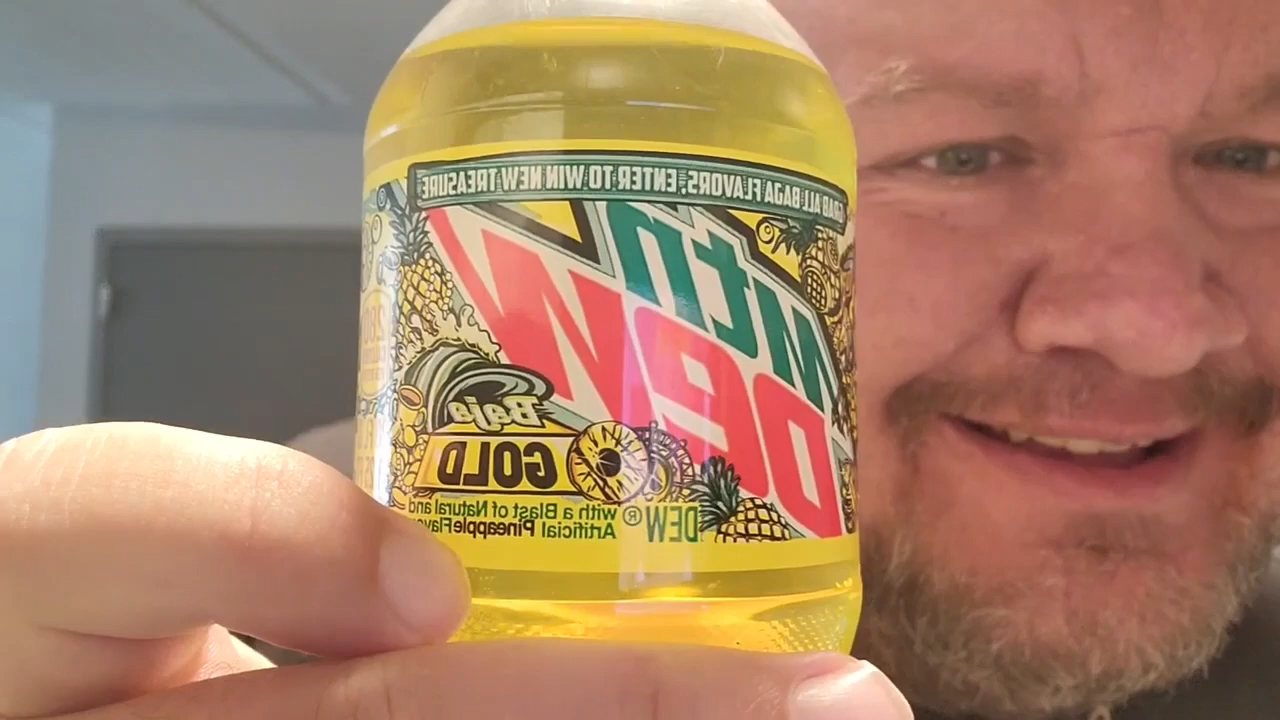 GRAB ALL BAJA FLAVORS, ENTER TO WIN NEW TREASURE
Mtn
DEW
Baja
GOLD
DEW® with a Blast of Natural and
Artificial Pineapple